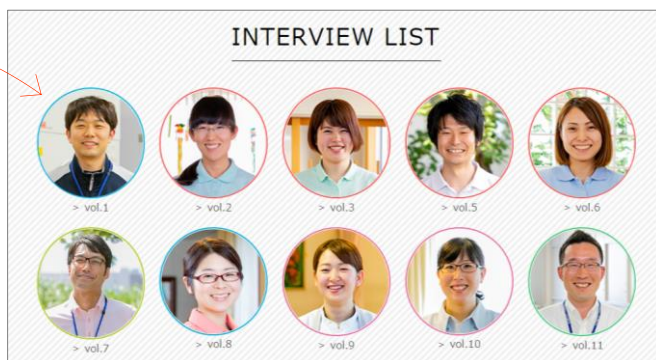 INTERVIEW LIST
> vol.1
> vol.2
> vol.3
> vol.5
> vol.6
> vol.7
> vol.8
> vol.9
> vol.10
> vol.11